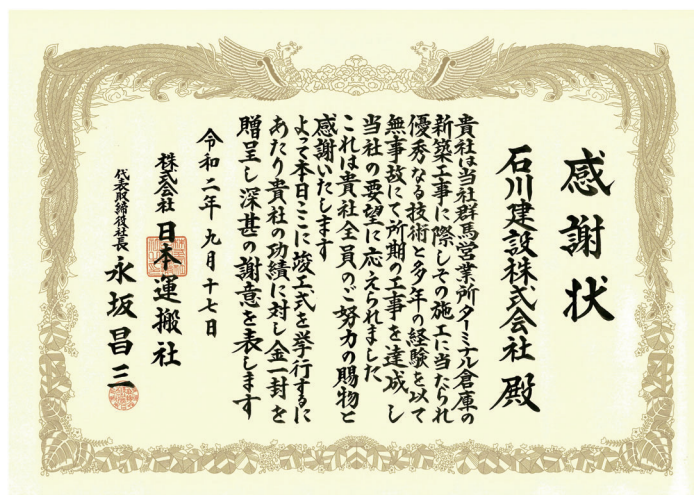 感謝状
石川建設株式会社 殿
貴社は当社群馬営業所ターミナル倉庫の
新築工事に際しその施工に当たられ
優秀なる技術と多年の経験を以て
無事故にて所期の工事を達成し
当社の要望に応えられました
これは貴社全員のご努力の賜物と
感謝いたします
よって本日ここに竣工式を挙行するに
あたり貴社の功績に対し金一封を
贈呈し深甚の謝意を表します
令和二年九月十七日
株式会社 日本運搬社
代表取締役社長 永坂昌三